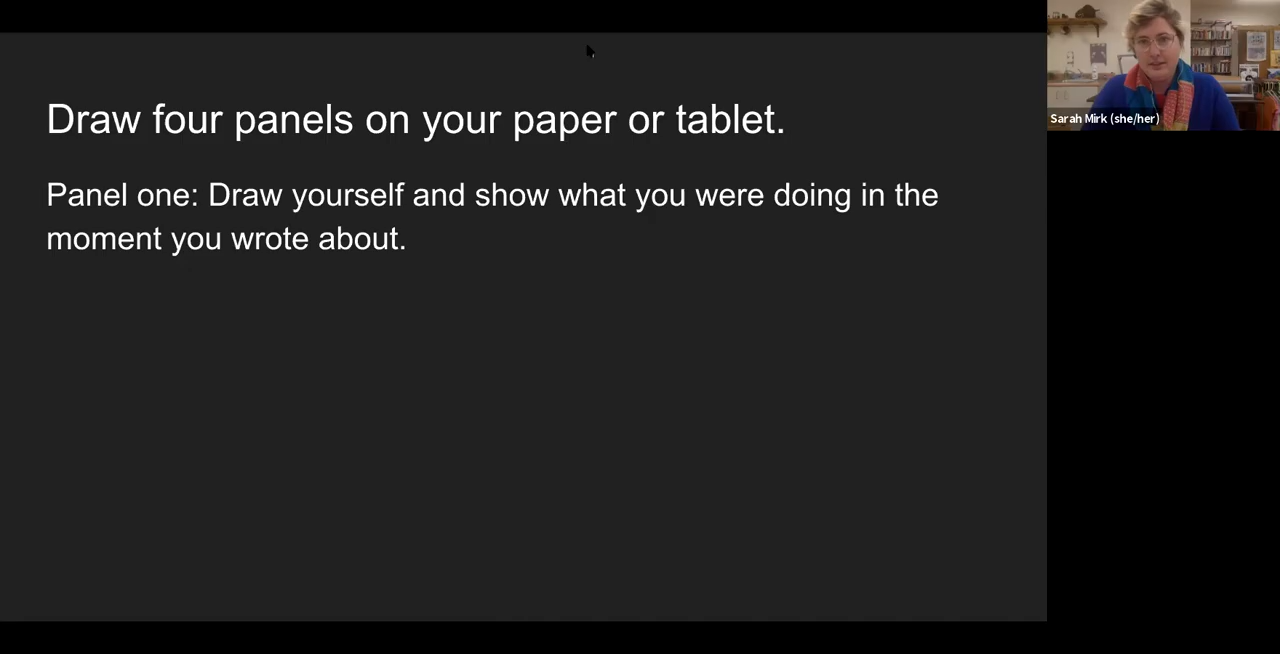 Draw four panels on your paper or tablet.
Panel one: Draw yourself and show what you were doing in the
moment you wrote about.
Sarah Mirk (she/her)